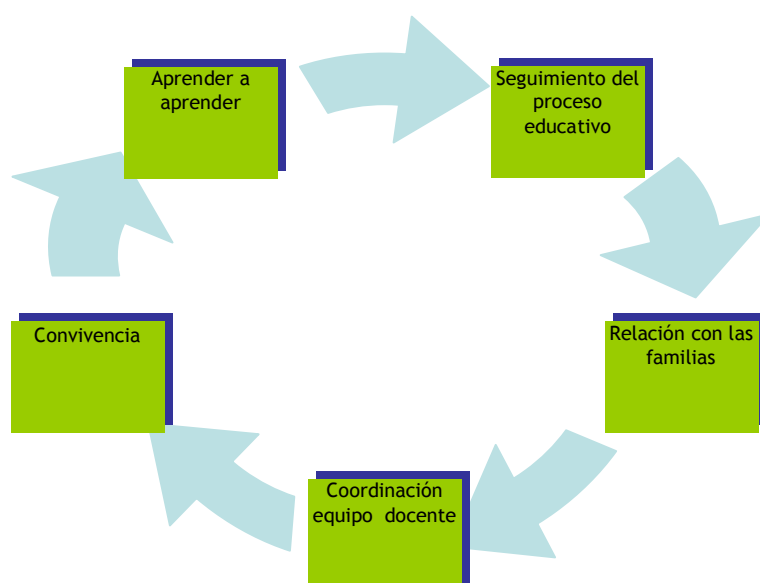 Aprender a
aprender
Seguimiento del
proceso
educativo
Relación con las
familias
Coordinación
equipo docente
Convivencia